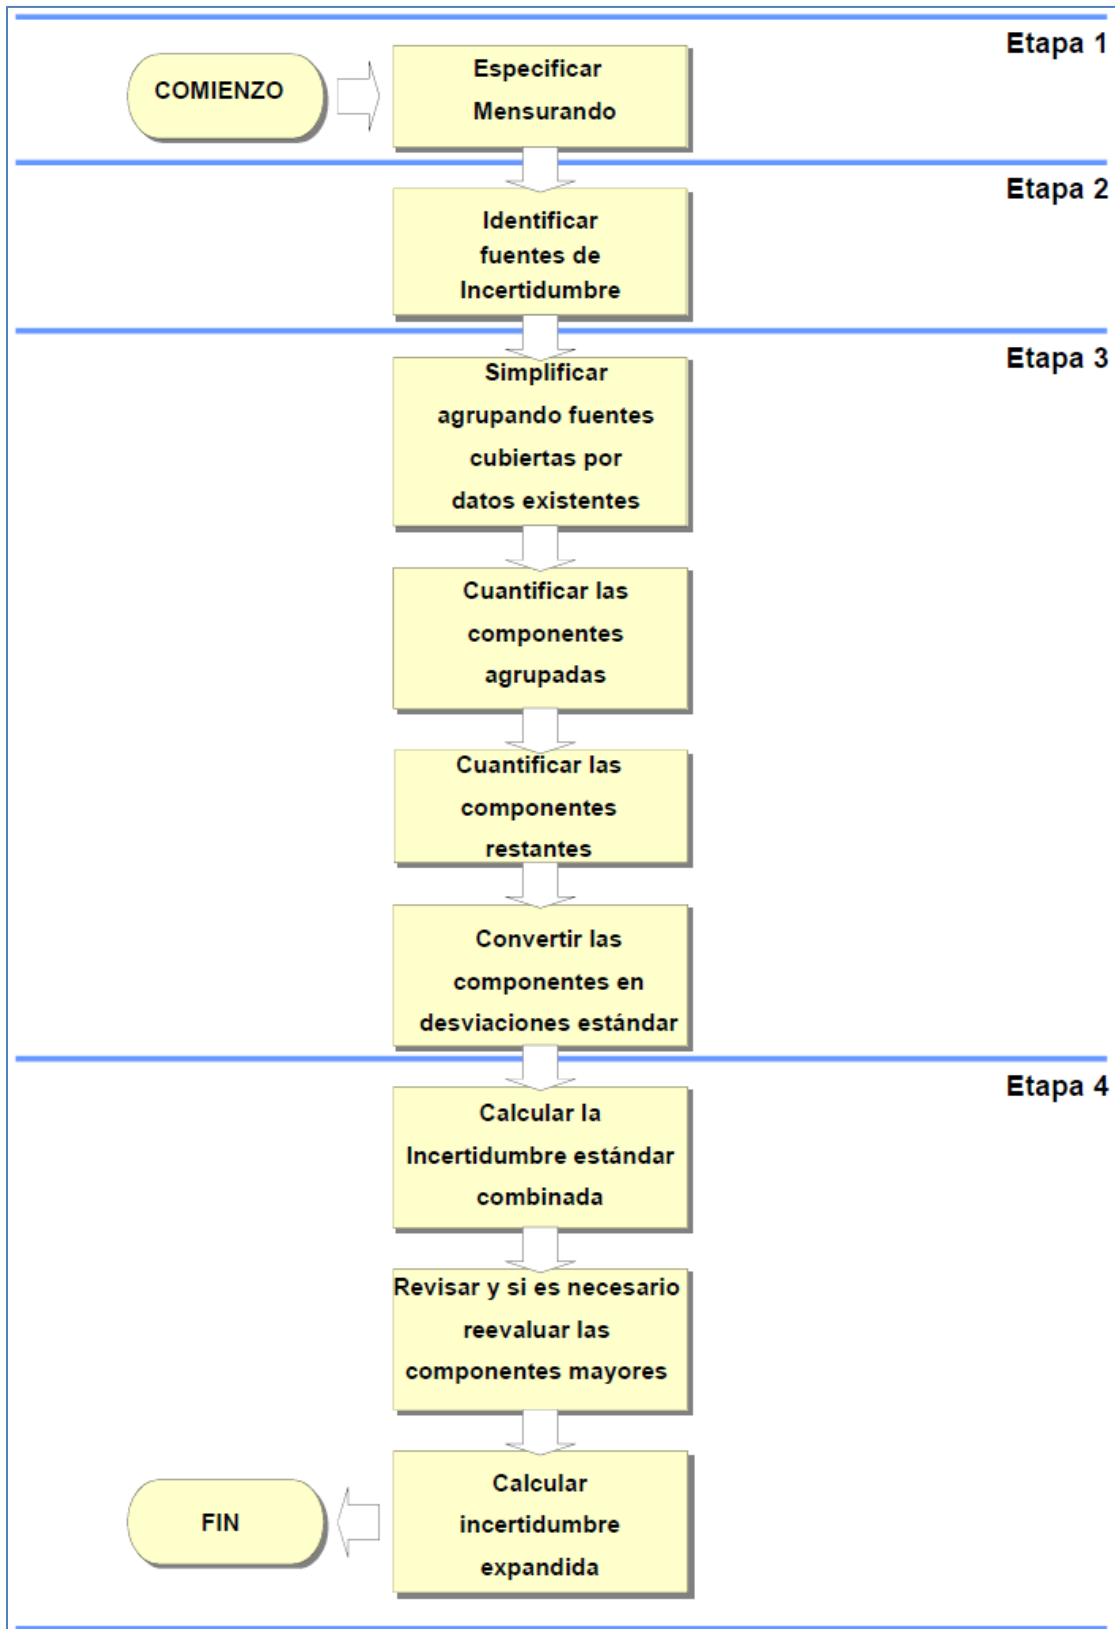 Etapa 1
COMIENZO
Especificar
Mensurando
Etapa 2
Identificar
fuentes de
Incertidumbre
Etapa 3
Simplificar
agrupando fuentes
cubiertas por
datos existentes
Cuantificar las
componentes
agrupadas
Cuantificar las
componentes
restantes
Convertir las
componentes en
desviaciones estándar
Etapa 4
Calcular la
Incertidumbre estándar
combinada
Revisar y si es necesario
reevaluar las
componentes mayores
Calcular
incertidumbre
expandida
FIN